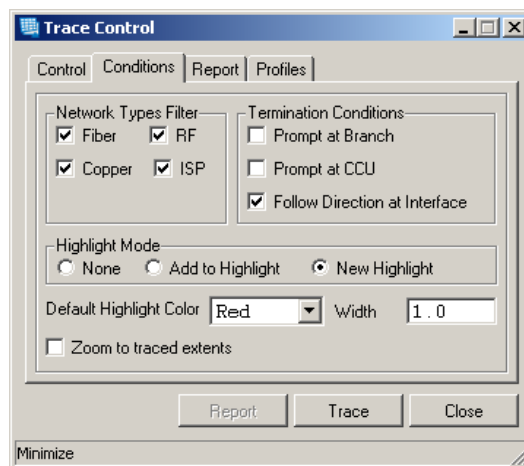 Trace Control
Control Conditions Report Profiles
Network Types Filter
Fiber RF
Copper ISP
Termination Conditions
Prompt at Branch
Prompt at CCU
Follow Direction at Interface
Highlight Mode
None Add to Highlight New Highlight
Default Highlight Color Red Width 1.0
Zoom to traced extents
Report Trace Close
Minimize